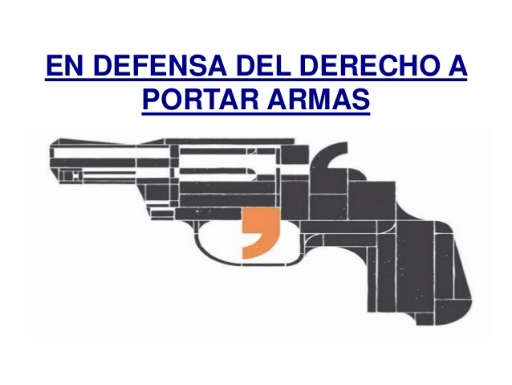 EN DEFENSA DEL DERECHO A
PORTAR ARMAS